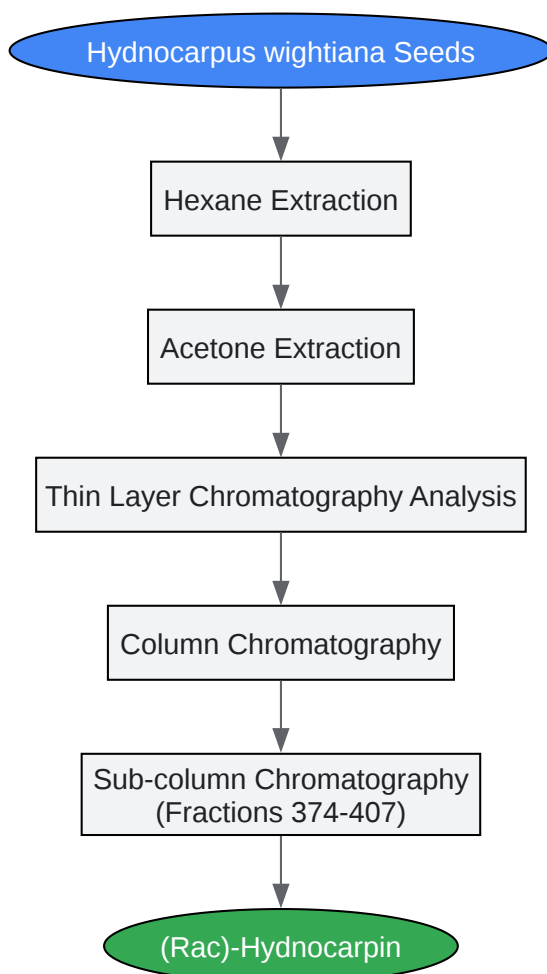 Hydnocarpus wightiana Seeds
Hexane Extraction
Acetone Extraction
Thin Layer Chromatography Analysis
Column Chromatography
Sub-column Chromatography
(Fractions 374-407)
(Rac)-Hydnocarpin